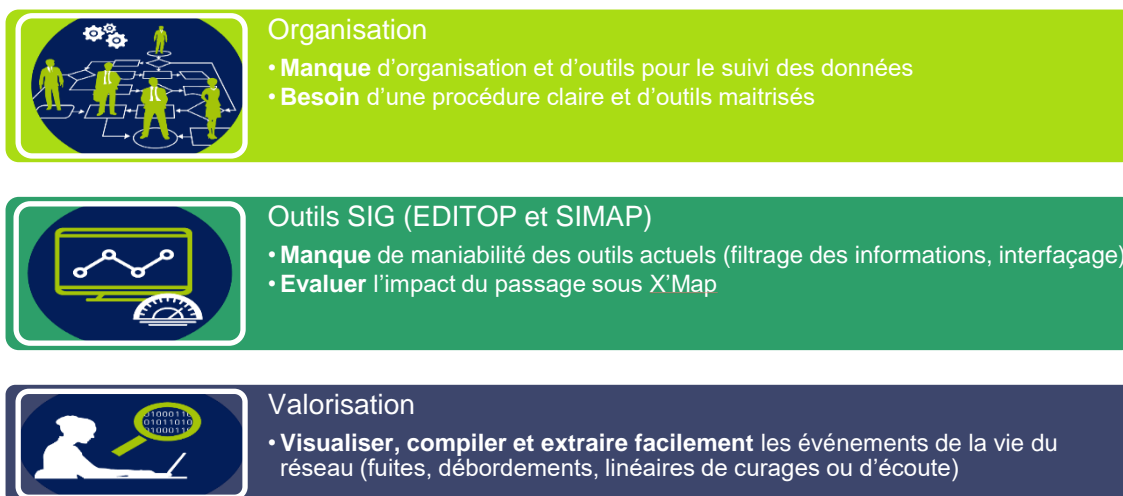 Organisation
• Manque d’organisation et d’outils pour le suivi des données
• Besoin d’une procédure claire et d’outils maitrisés
Outils SIG (EDITOP et SIMAP)
• Manque de maniabilité des outils actuels (filtrage des informations, interfaçage)
• Evaluer l’impact du passage sous X’Map
01000110
01011010
01000110
Valorisation
• Visualiser, compiler et extraire facilement les événements de la vie du
réseau (fuites, débordements, linéaires de curages ou d’écoute)